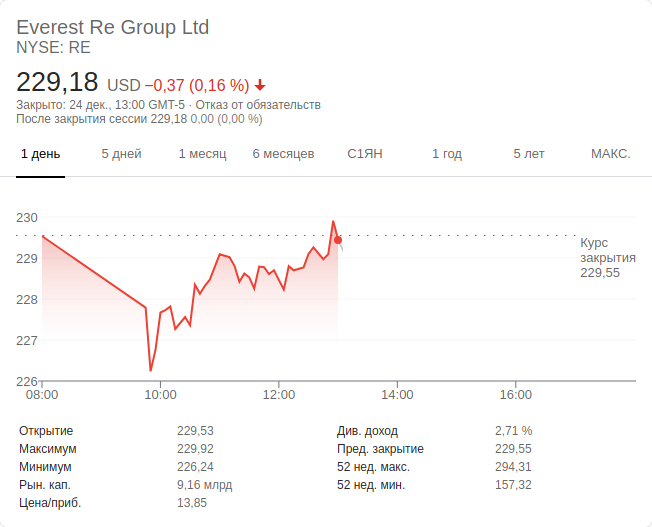 Everest Re Group Ltd
NYSE: RE
229,18 USD −0,37 (0,16 %)
Закрыто: 24 дек., 13:00 GMT-5 · Отказ от обязательств
После закрытия сессии 229,18 0,00 (0,00 %)
1 день 5 дней 1 месяц 6 месяцев С1ЯН 1 год 5 лет МАКС.
230
229
228
227
226
Курс
закрытия
229,55
08:00 10:00 12:00 14:00 16:00
Открытие 229,53 Див. доход 2,71 %
Максимум 229,92 Пред. закрытие 229,55
Минимум 226,24 52 нед. макс. 294,31
Рын. кап. 9,16 млрд 52 нед. мин. 157,32
Цена/приб. 13,85